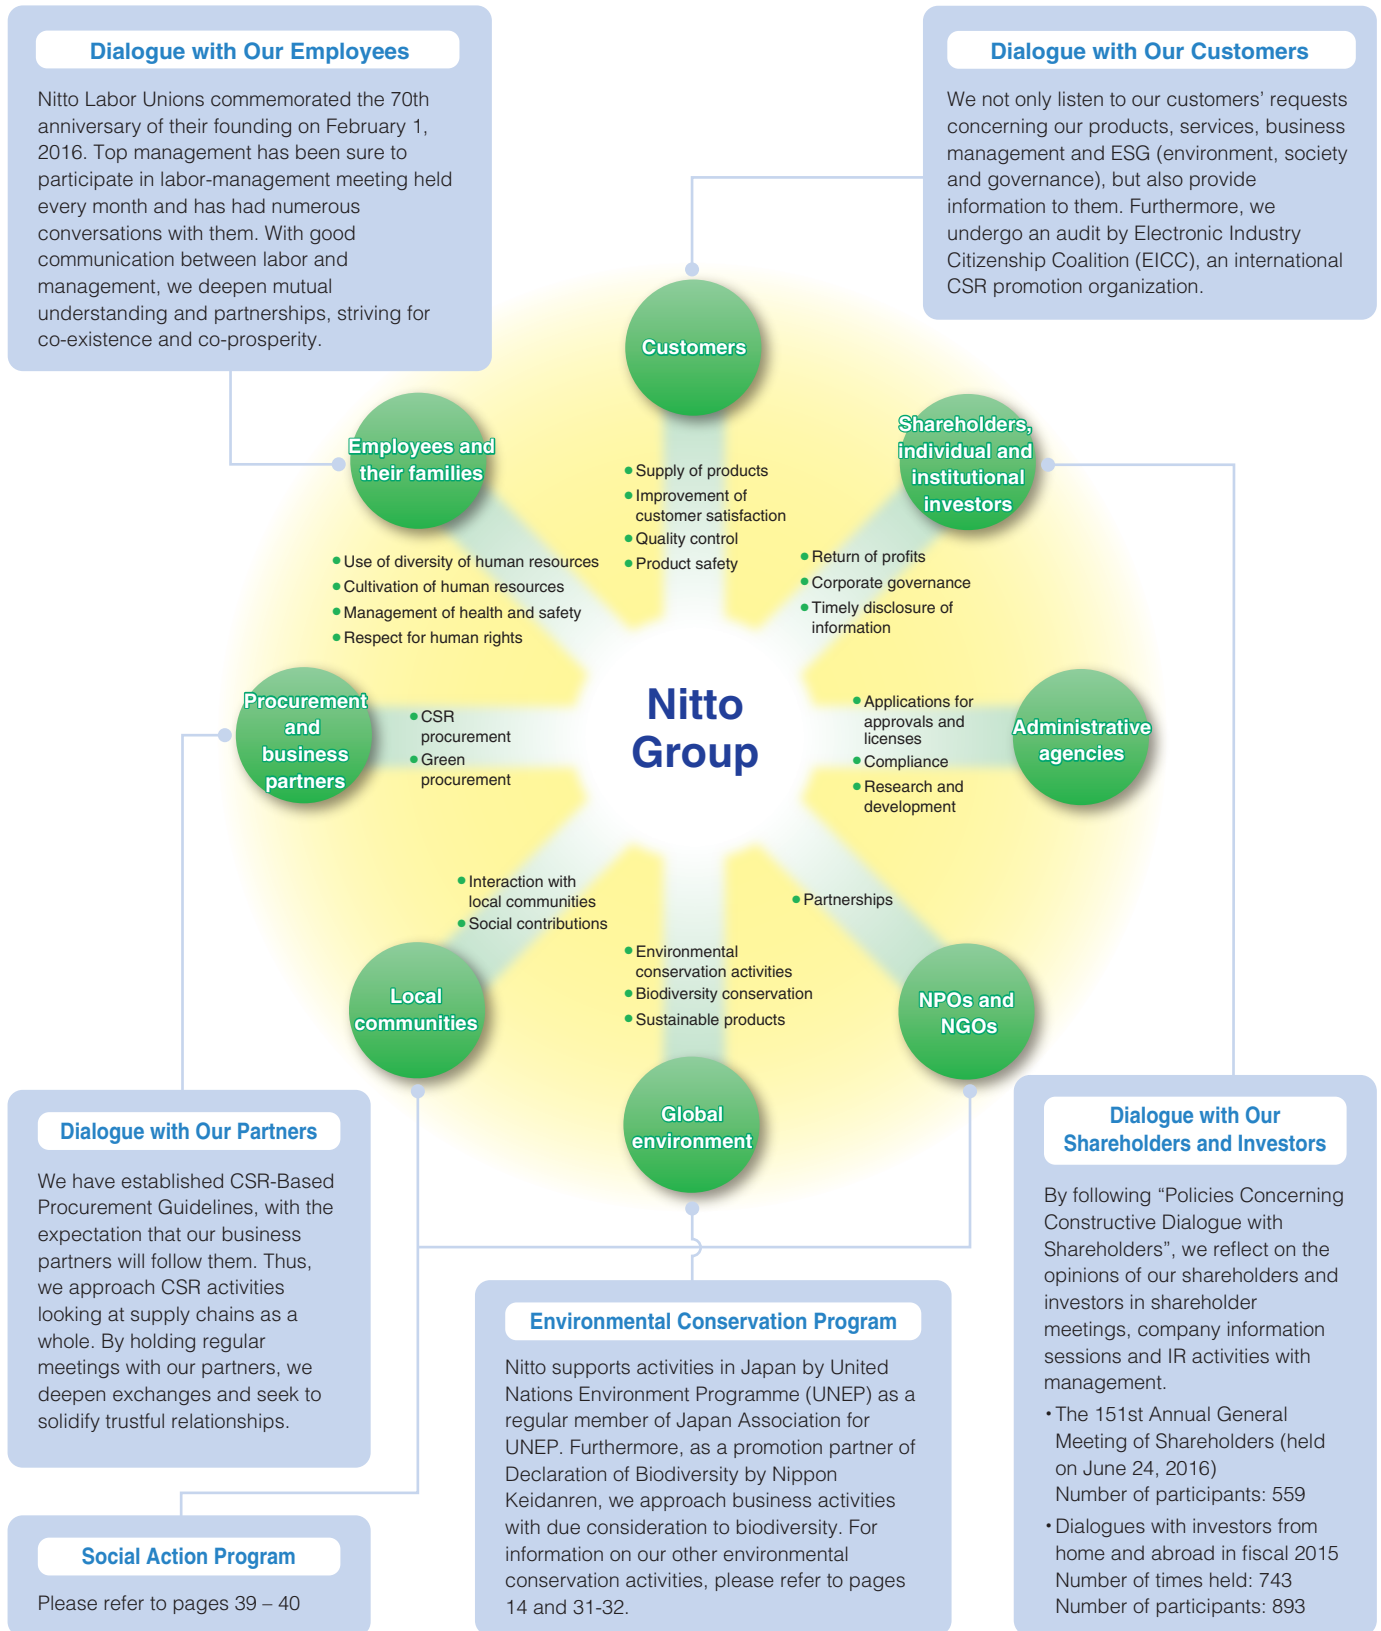 Dialogue with Our Employees
Nitto Labor Unions commemorated the 70th
anniversary of their founding on February 1,
2016. Top management has been sure to
participate in labor-management meeting held
every month and has had numerous
conversations with them. With good
communication between labor and
management, we deepen mutual
understanding and partnerships, striving for
co-existence and co-prosperity.
Dialogue with Our Customers
We not only listen to our customers’ requests
concerning our products, services, business
management and ESG (environment, society
and governance), but also provide
information to them. Furthermore, we
undergo an audit by Electronic Industry
Citizenship Coalition (EICC), an international
CSR promotion organization.
Customers
• Supply of products
• Improvement of
customer satisfaction
• Quality control
• Product safety
Employees and
their families
• Use of diversity of human resources
• Cultivation of human resources
• Management of health and safety
• Respect for human rights
Shareholders,
individual and
institutional
investors
• Return of profits
• Corporate governance
• Timely disclosure of
information
Procurement
and
business
partners
• CSR
procurement
• Green
procurement
Nitto
Group
• Applications for
approvals and
licenses
• Compliance
• Research and
development
Administrative
agencies
• Interaction with
local communities
• Social contributions
Local
communities
• Environmental
conservation activities
• Biodiversity conservation
• Sustainable products
Global
environment
• Partnerships
NPOs and
NGOs
Dialogue with Our Partners
We have established CSR-Based
Procurement Guidelines, with the
expectation that our business
partners will follow them. Thus,
we approach CSR activities
looking at supply chains as a
whole. By holding regular
meetings with our partners, we
deepen exchanges and seek to
solidify trustful relationships.
Social Action Program
Please refer to pages 39 – 40
Environmental Conservation Program
Nitto supports activities in Japan by United
Nations Environment Programme (UNEP) as a
regular member of Japan Association for
UNEP. Furthermore, as a promotion partner of
Declaration of Biodiversity by Nippon
Keidanren, we approach business activities
with due consideration to biodiversity. For
information on our other environmental
conservation activities, please refer to pages
14 and 31-32.
Dialogue with Our
Shareholders and Investors
By following “Policies Concerning
Constructive Dialogue with
Shareholders”, we reflect on the
opinions of our shareholders and
investors in shareholder
meetings, company information
sessions and IR activities with
management.
・The 151st Annual General
Meeting of Shareholders (held
on June 24, 2016)
Number of participants: 559
・Dialogues with investors from
home and abroad in fiscal 2015
Number of times held: 743
Number of participants: 893